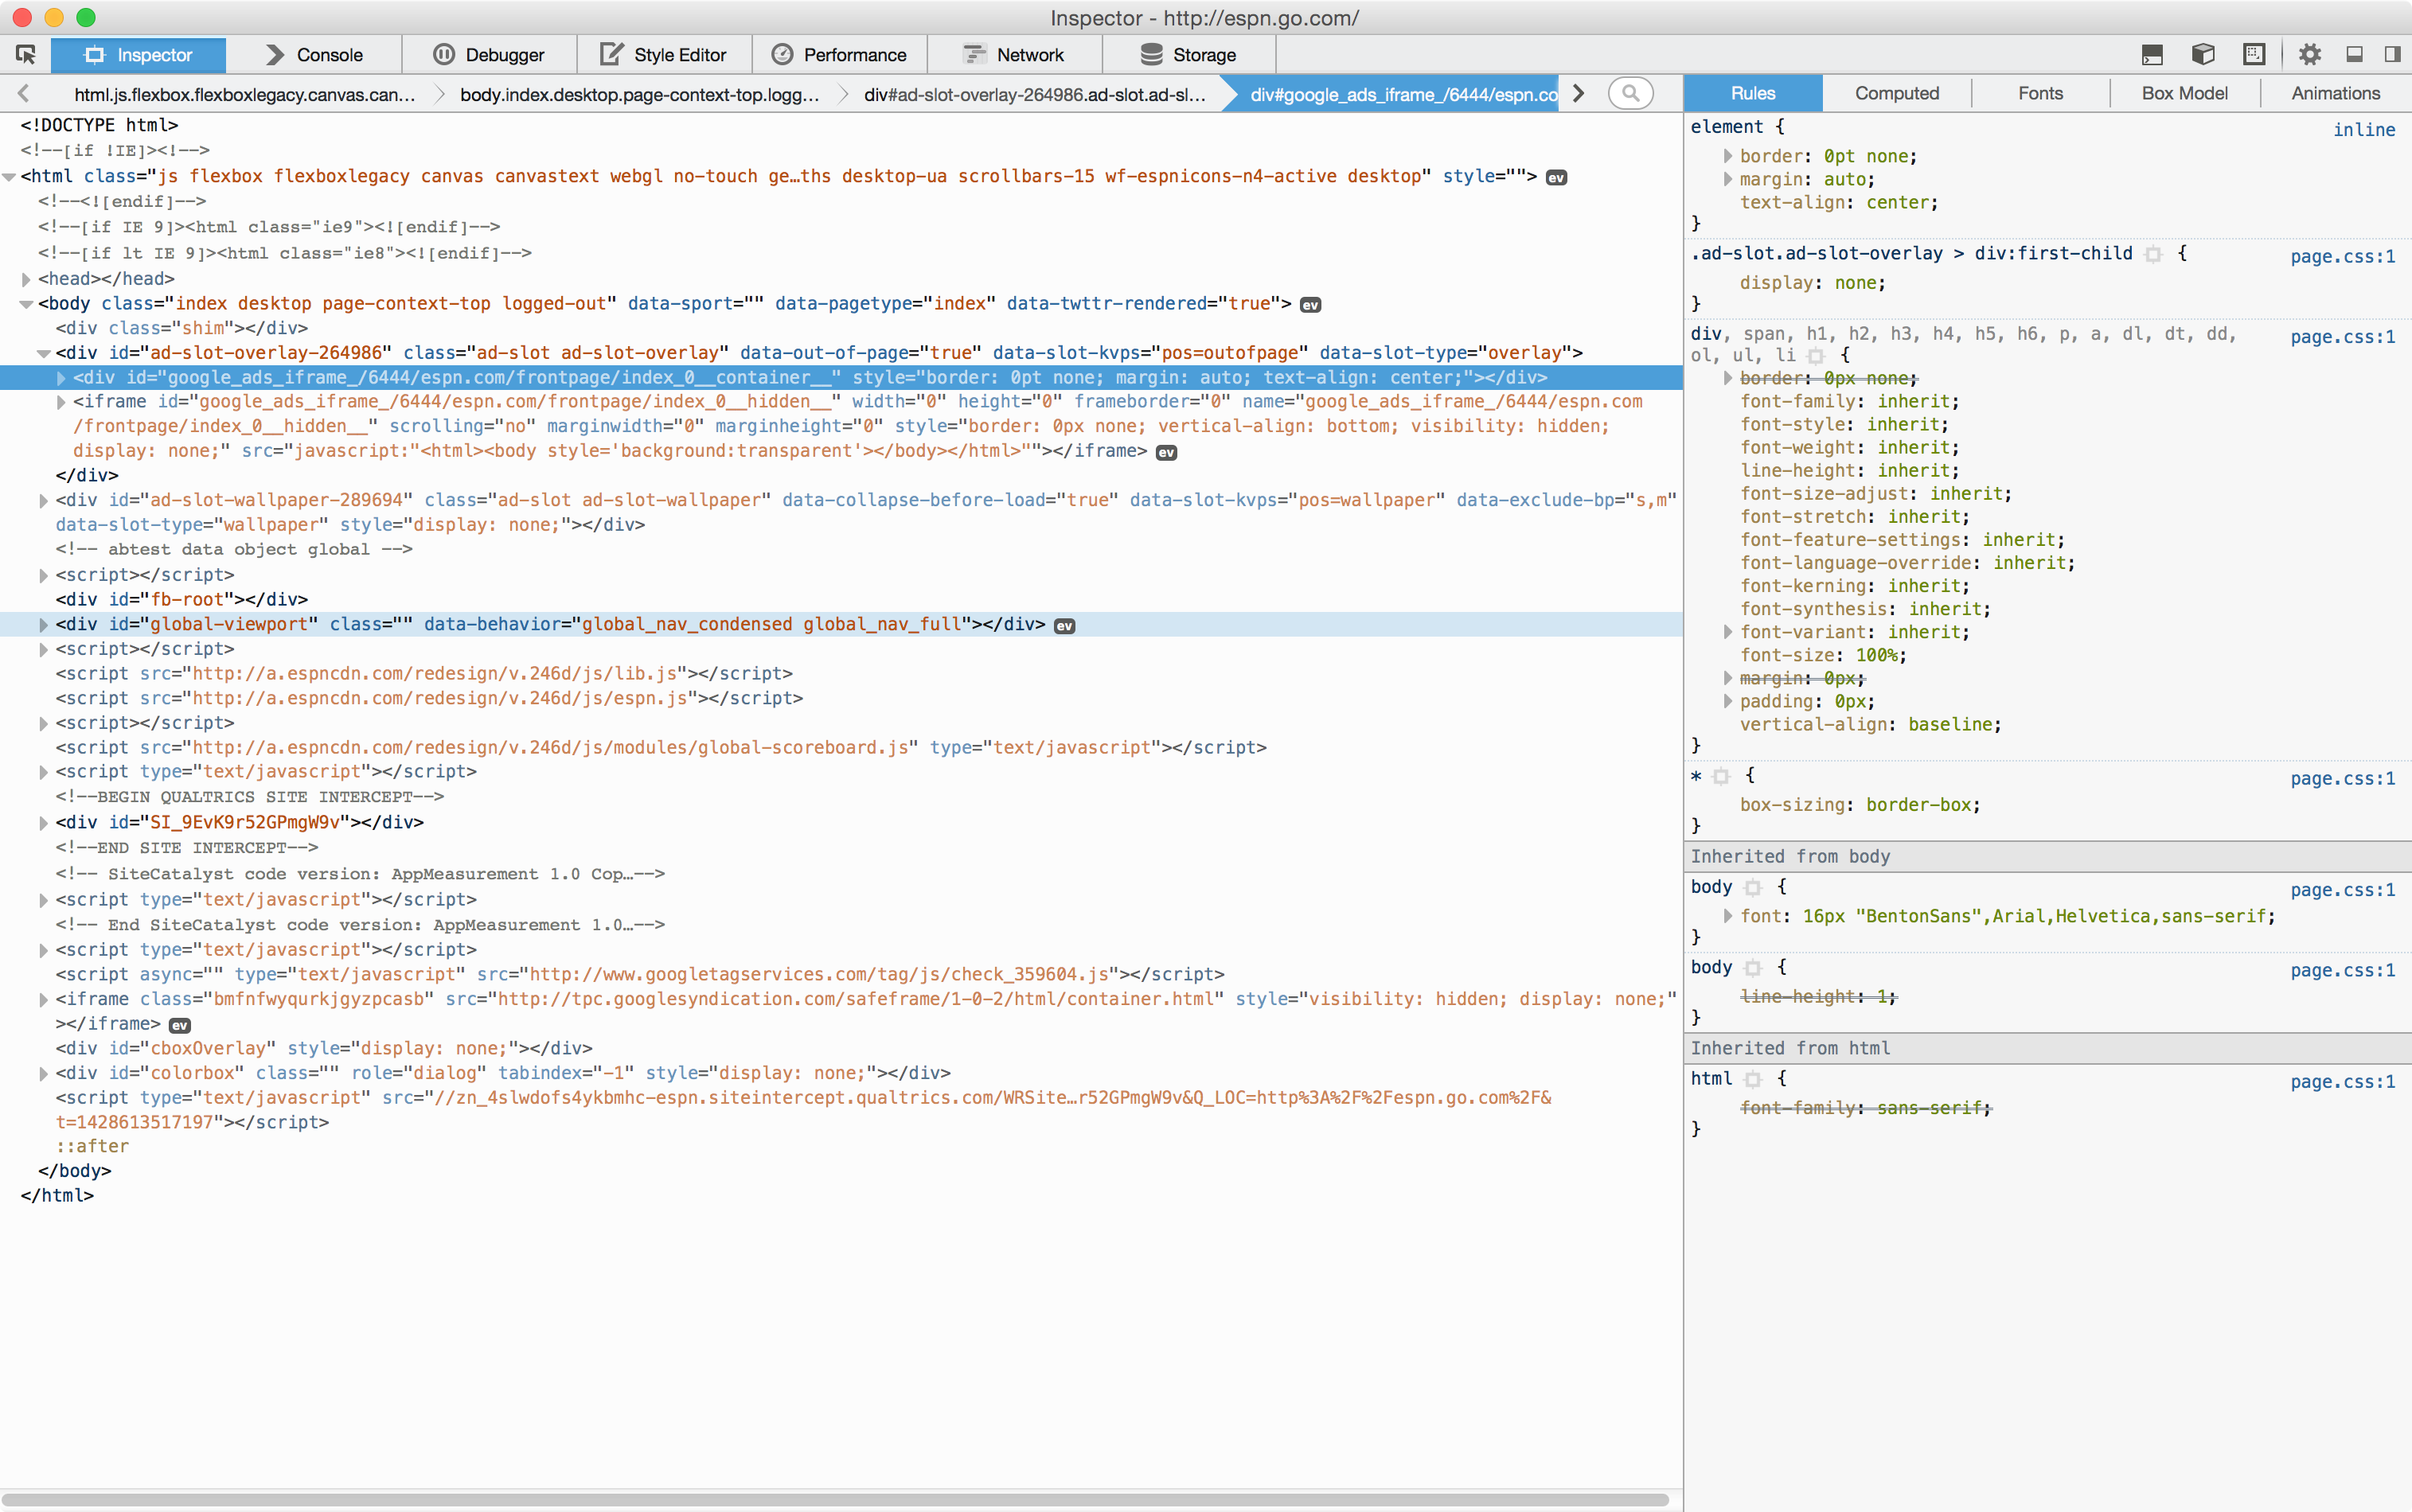 Inspector - http://espn.go.com/
Inspector
Console
Debugger
Style Editor
Performance
Network
Storage
html.js.flexbox.flexboxlegacy.canvas.can...
body.index.desktop.page-context-top.logg...
div#ad-slot-overlay-264986.ad-slot.ad-sl...
div#google_ads_iframe_/6444/espn.co
<!DOCTYPE html>
<!--[if !IE]><!-->
<html class="js flexbox flexboxlegacy canvas canvastext webgl no-touch ge…ths desktop-ua scrollbars-15 wf-espnicons-n4-active desktop" style=""> ev
<!--<![endif]-->
<!--[if IE 9]><html class="ie9"><![endif]-->
<!--[if lt IE 9]><html class="ie8"><![endif]-->
<head></head>
<body class="index desktop page-context-top logged-out" data-sport="" data-pagetype="index" data-twttr-rendered="true"> ev
<div class="shim"></div>
<div id="ad-slot-overlay-264986" class="ad-slot ad-slot-overlay" data-out-of-page="true" data-slot-kvps="pos=outofpage" data-slot-type="overlay">
<div id="google_ads_iframe_/6444/espn.com/frontpage/index_0__container__" style="border: 0pt none; margin: auto; text-align: center;"></div>
<iframe id="google_ads_iframe_/6444/espn.com/frontpage/index_0__hidden__" width="0" height="0" frameborder="0" name="google_ads_iframe_/6444/espn.com
/frontpage/index_0__hidden__" scrolling="no" marginwidth="0" marginheight="0" style="border: 0px none; vertical-align: bottom; visibility: hidden;
display: none;" src="javascript:"<html><body style='background:transparent'></body></html>""></iframe> ev
</div>
<div id="ad-slot-wallpaper-289694" class="ad-slot ad-slot-wallpaper" data-collapse-before-load="true" data-slot-kvps="pos=wallpaper" data-exclude-bp="s,m"
data-slot-type="wallpaper" style="display: none;"></div>
<!-- abtest data object global -->
<script></script>
<div id="fb-root"></div>
<div id="global-viewport" class="" data-behavior="global_nav_condensed global_nav_full"></div> ev
<script></script>
<script src="http://a.espncdn.com/redesign/v.246d/js/lib.js"></script>
<script src="http://a.espncdn.com/redesign/v.246d/js/espn.js"></script>
<script></script>
<script src="http://a.espncdn.com/redesign/v.246d/js/modules/global-scoreboard.js" type="text/javascript"></script>
<script type="text/javascript"></script>
<!--BEGIN QUALTRICS SITE INTERCEPT-->
<div id="SI_9EvK9r52GPmgW9v"></div>
<!--END SITE INTERCEPT-->
<!-- SiteCatalyst code version: AppMeasurement 1.0 Cop…-->
<script type="text/javascript"></script>
<!-- End SiteCatalyst code version: AppMeasurement 1.0…-->
<script type="text/javascript"></script>
<script async="" type="text/javascript" src="http://www.googletagservices.com/tag/js/check_359604.js"></script>
<iframe class="bmfnfwyqurkjgyzpcasb" src="http://tpc.googlesyndication.com/safeframe/1-0-2/html/container.html" style="visibility: hidden; display: none;"
></iframe> ev
<div id="cboxOverlay" style="display: none;"></div>
<div id="colorbox" class="" role="dialog" tabindex="-1" style="display: none;"></div>
<script type="text/javascript" src="//zn_4slwdofs4ykbmhc-espn.siteintercept.qualtrics.com/WRSite…r52GPmgW9v&Q_LOC=http%3A%2F%2Fespn.go.com%2F&
t=1428613517197"></script>
::after
</body>
</html>
Rules
Computed
Fonts
Box Model
Animations
element {
inline
border: 0pt none;
margin: auto;
text-align: center;
}
.ad-slot.ad-slot-overlay > div:first-child {
page.css:1
display: none;
}
div, span, h1, h2, h3, h4, h5, h6, p, a, dl, dt, dd,
page.css:1
ol, ul, li {
border: 0px none;
font-family: inherit;
font-style: inherit;
font-weight: inherit;
line-height: inherit;
font-size-adjust: inherit;
font-stretch: inherit;
font-feature-settings: inherit;
font-language-override: inherit;
font-kerning: inherit;
font-synthesis: inherit;
font-variant: inherit;
font-size: 100%;
margin: 0px;
padding: 0px;
vertical-align: baseline;
}
* {
page.css:1
box-sizing: border-box;
}
Inherited from body
body {
page.css:1
font: 16px "BentonSans",Arial,Helvetica,sans-serif;
}
body {
page.css:1
line-height: 1;
}
Inherited from html
html {
page.css:1
font-family: sans-serif;
}